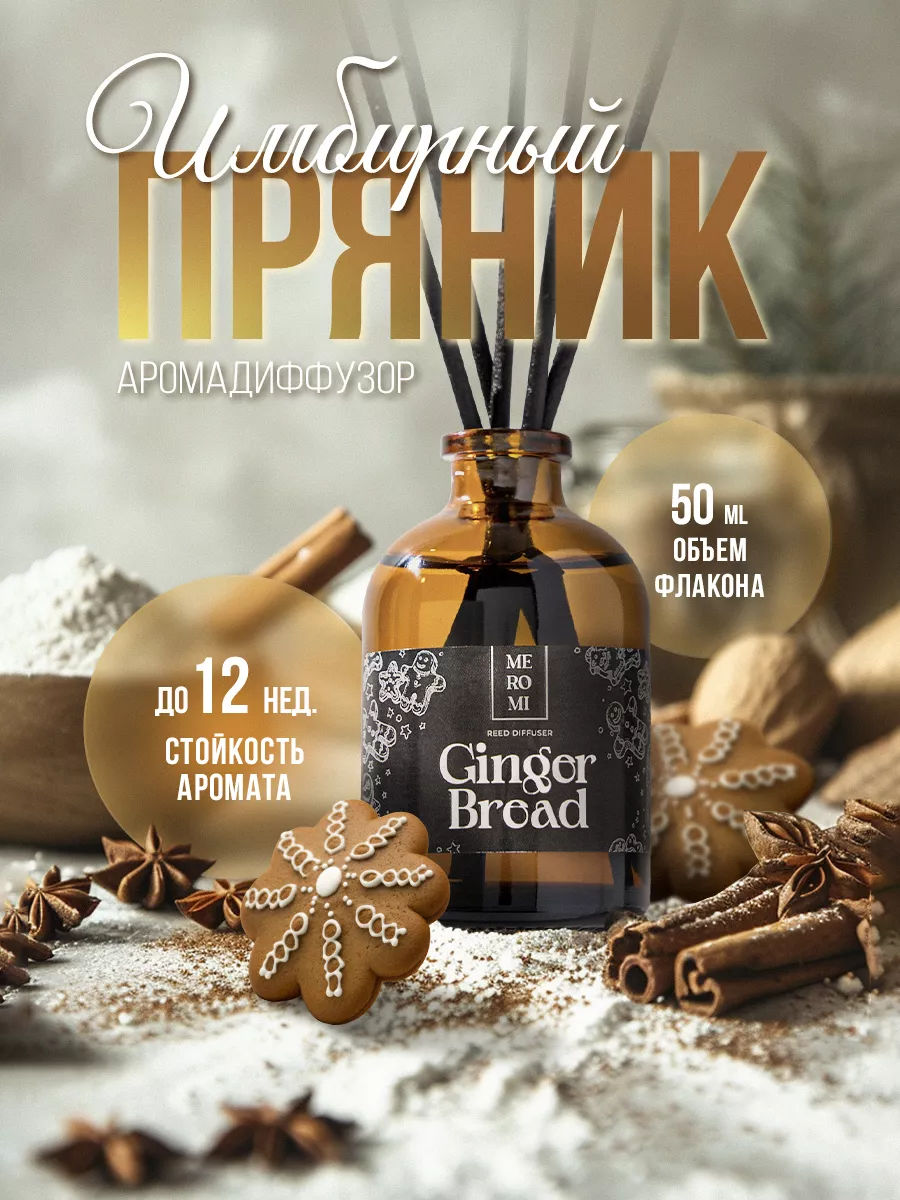 Имбирный
ПРЯНИК
АРОМАДИФФУЗОР
50 ML
ОБЪЕМ
ФЛАКОНА
ДО 12 НЕД.
СТОЙКОСТЬ
АРОМАТА
ME
RO
MI
REED DIFFUSER
Ginger
Bread